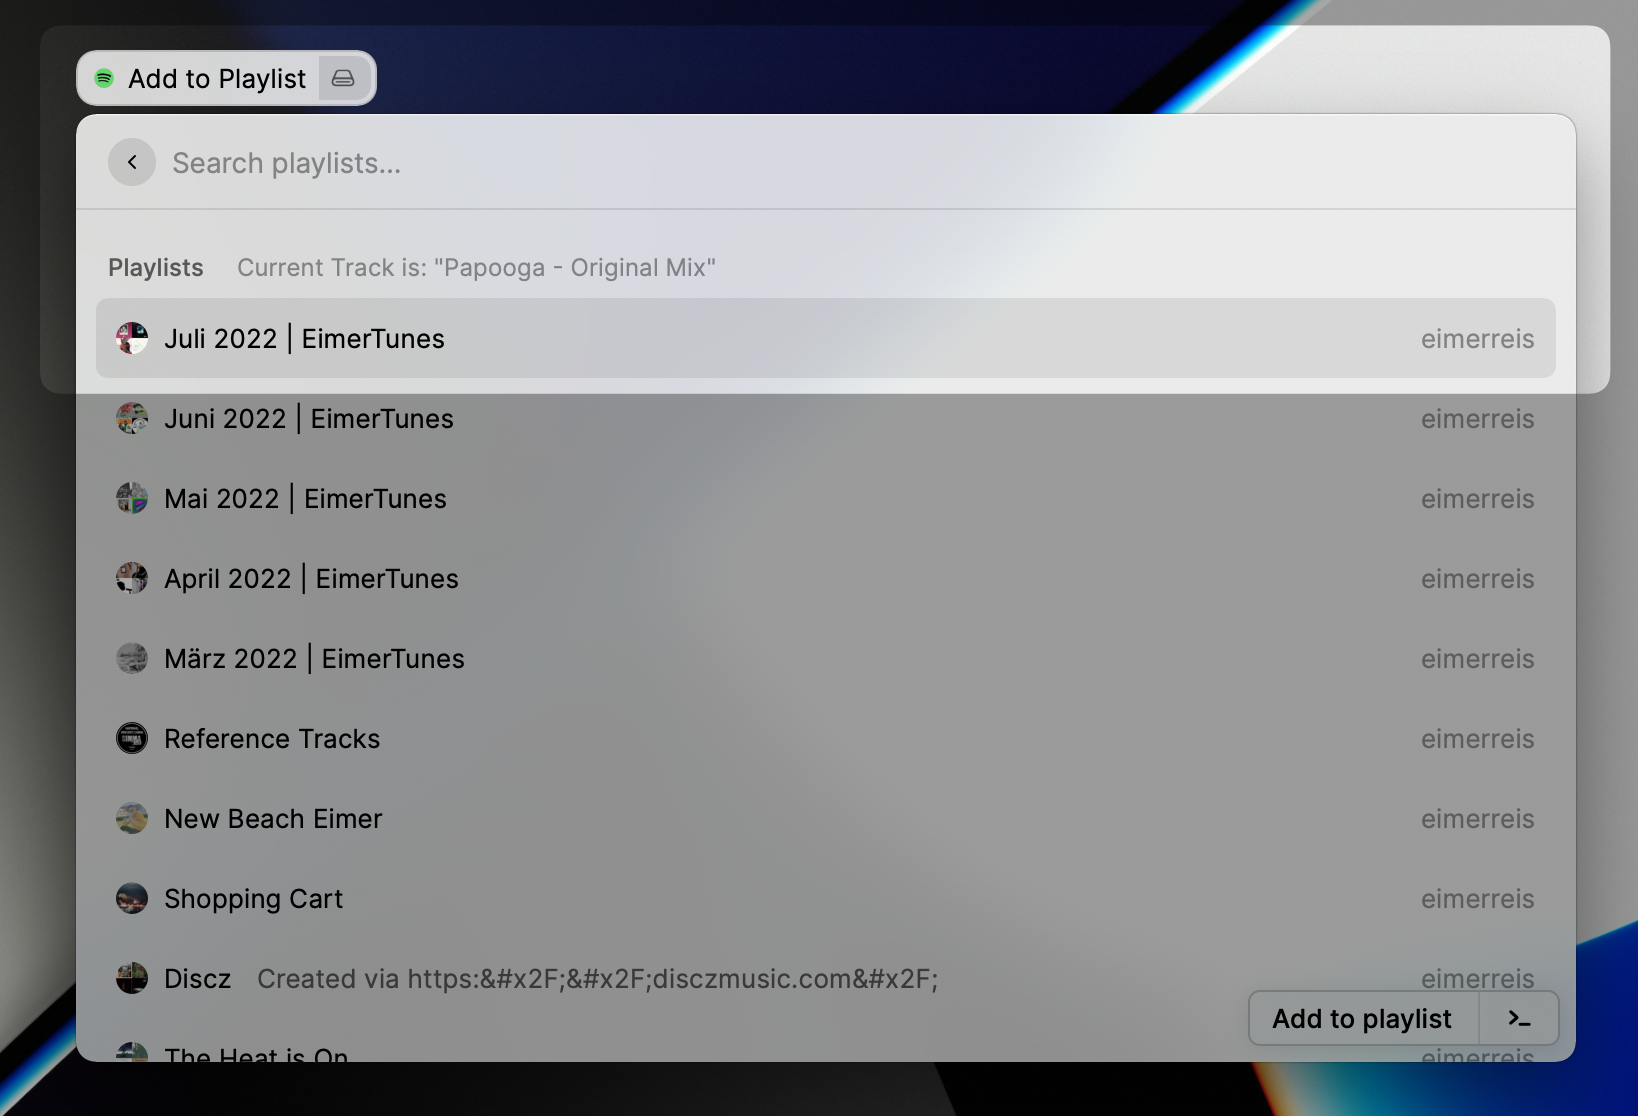 Add to Playlist
Search playlists...
Playlists Current Track is: "Papooga - Original Mix"
Juli 2022 | EimerTunes eimerreis
Juni 2022 | EimerTunes eimerreis
Mai 2022 | EimerTunes eimerreis
April 2022 | EimerTunes eimerreis
März 2022 | EimerTunes eimerreis
Reference Tracks eimerreis
New Beach Eimer eimerreis
Shopping Cart eimerreis
Discz Created via https:&#x2F;&#x2F;disczmusic.com&#x2F; eimerreis
Add to playlist >_
The Heat is On eimerreis